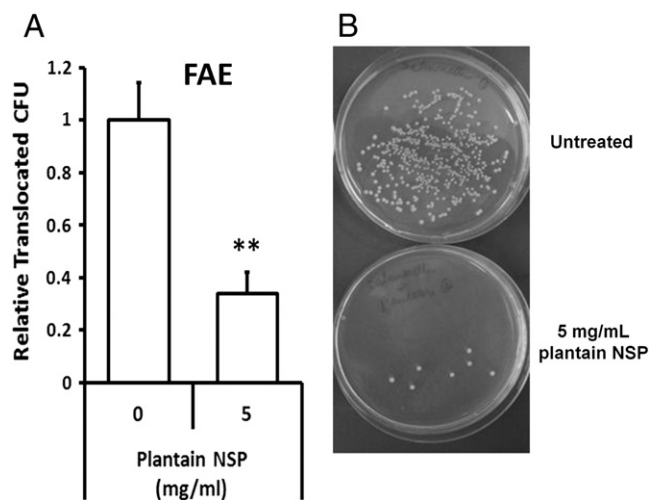 A
FAE
Relative Translocated CFU
1.2
1
0.8
0.6
0.4
0.2
0
**
0
5
Plantain NSP
(mg/ml)
B
Untreated
5 mg/mL
plantain NSP